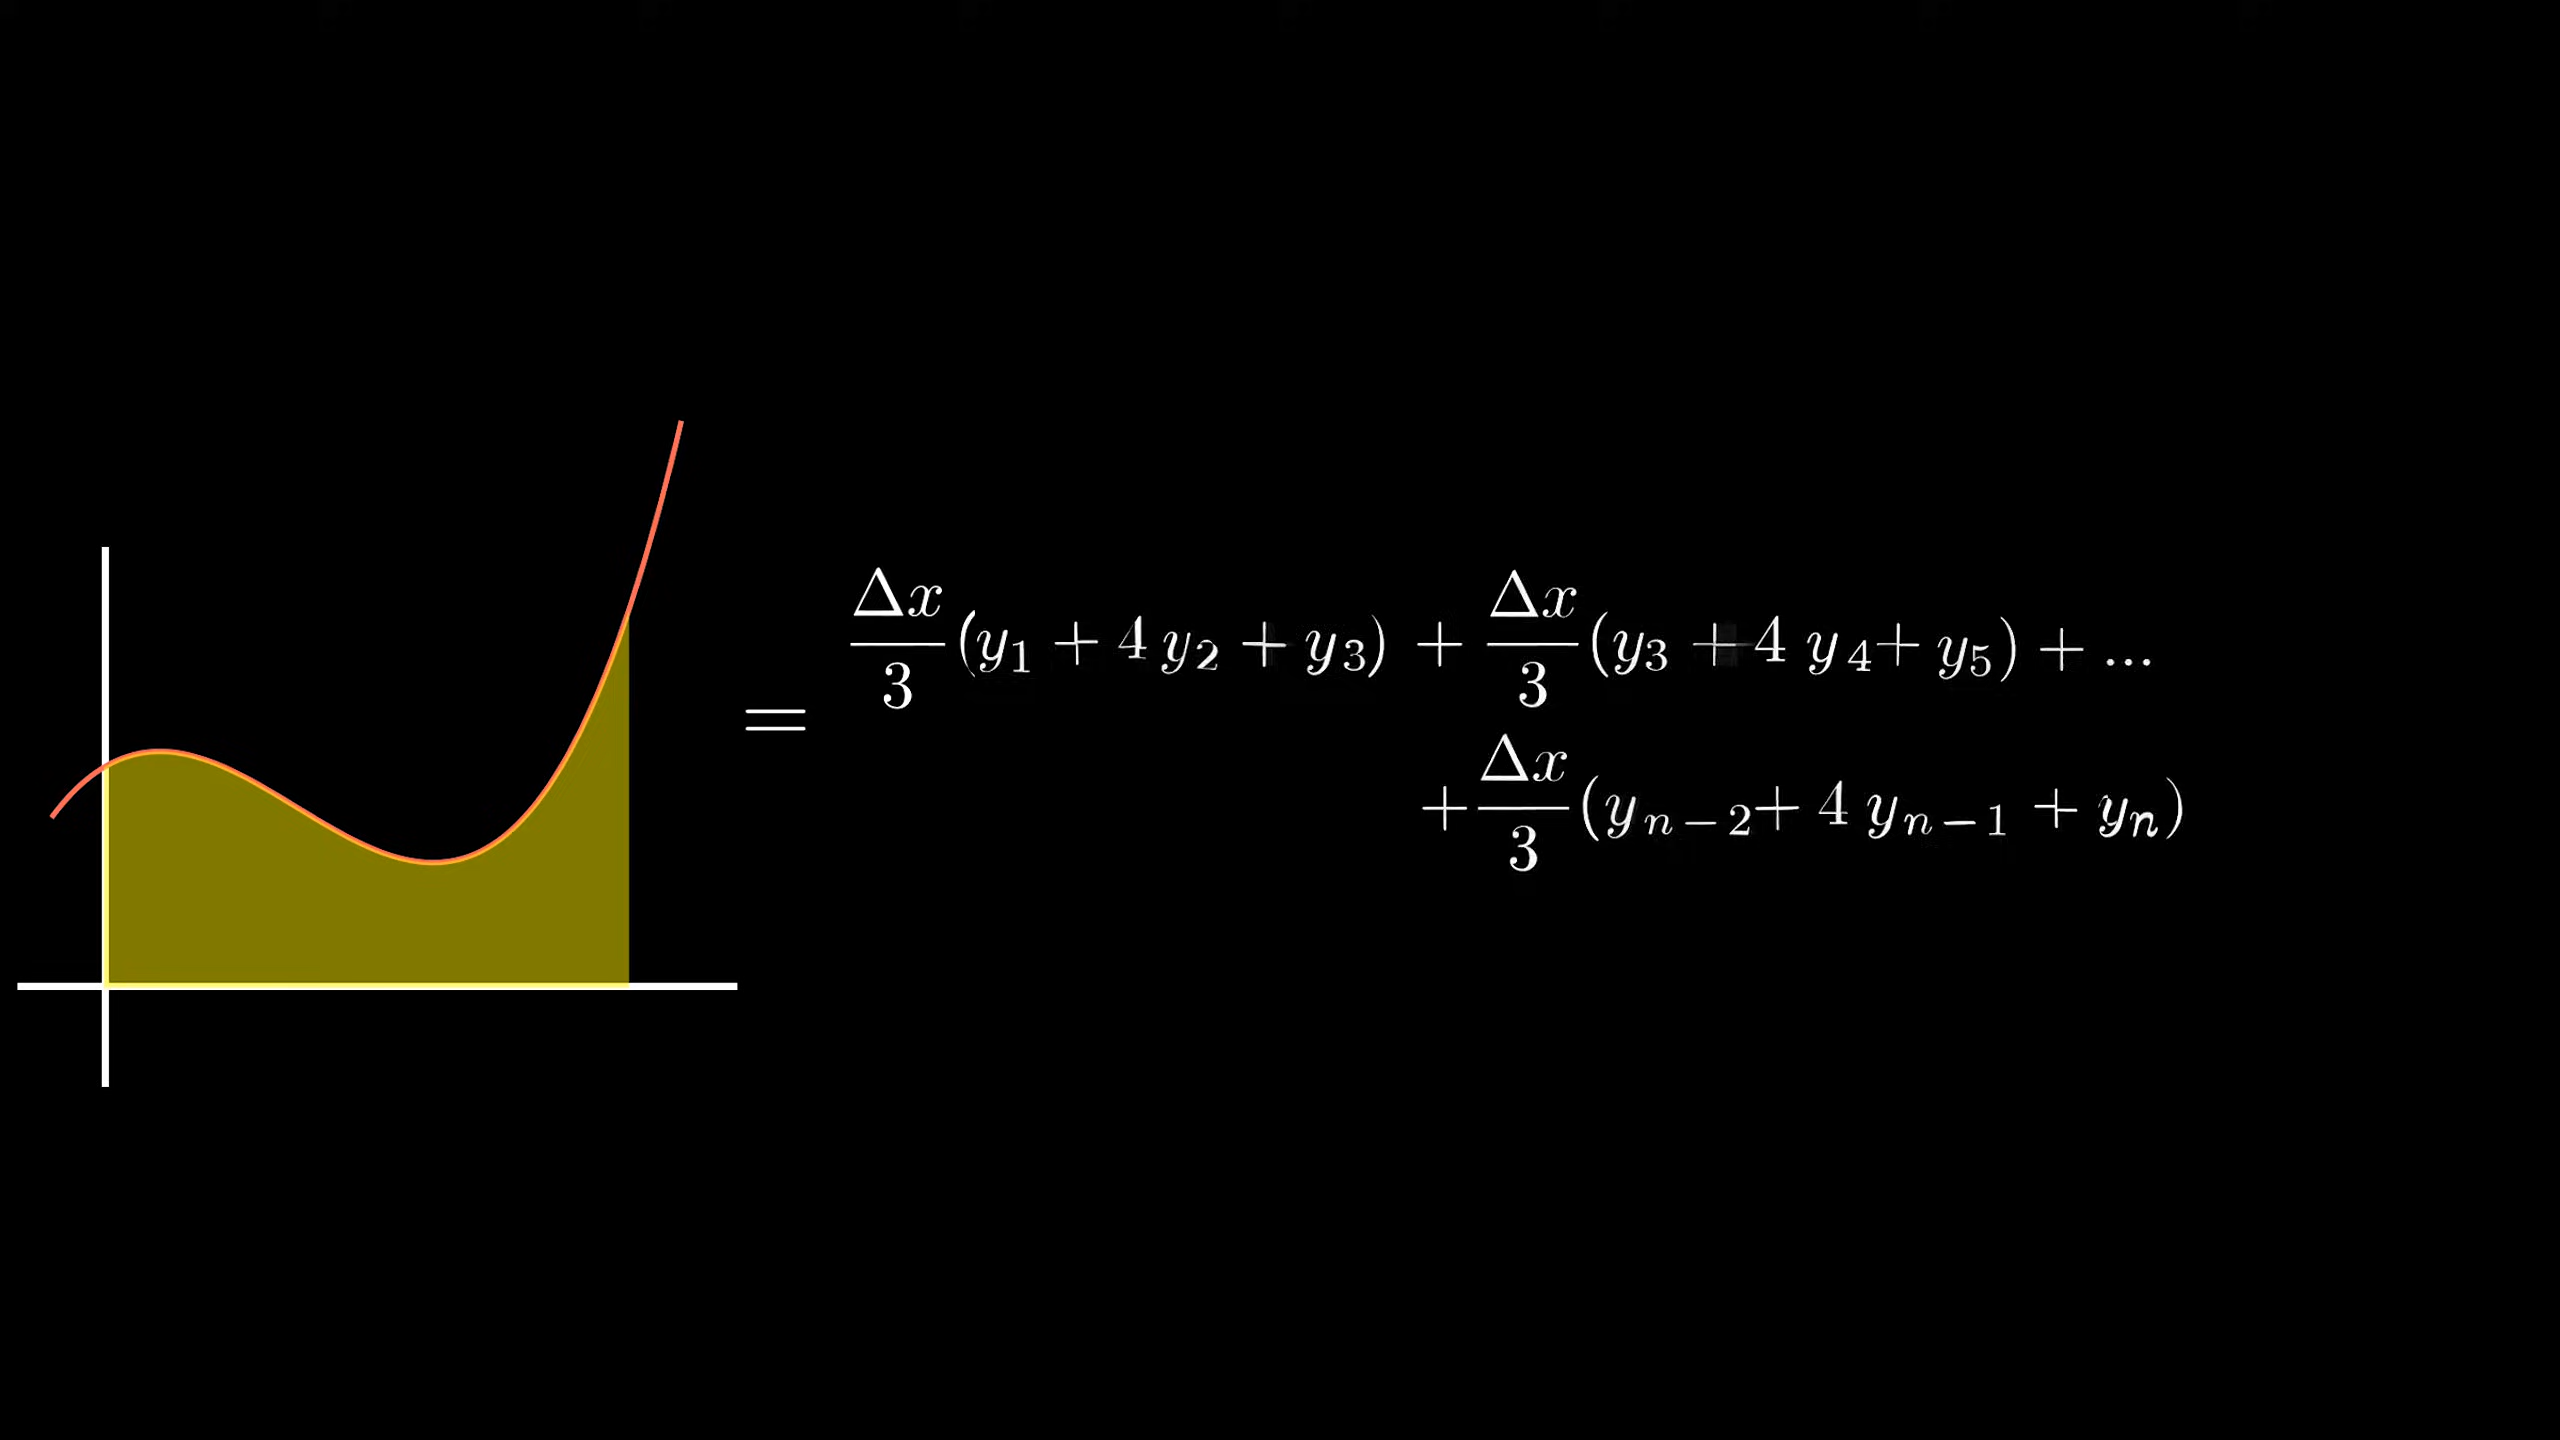 = Δx/3 (y₁ + 4 y₂ + y₃) + Δx/3 (y₃ + 4 y₄ + y₅) + ...
+ Δx/3 (yₙ₋₂ + 4 yₙ₋₁ + yₙ)